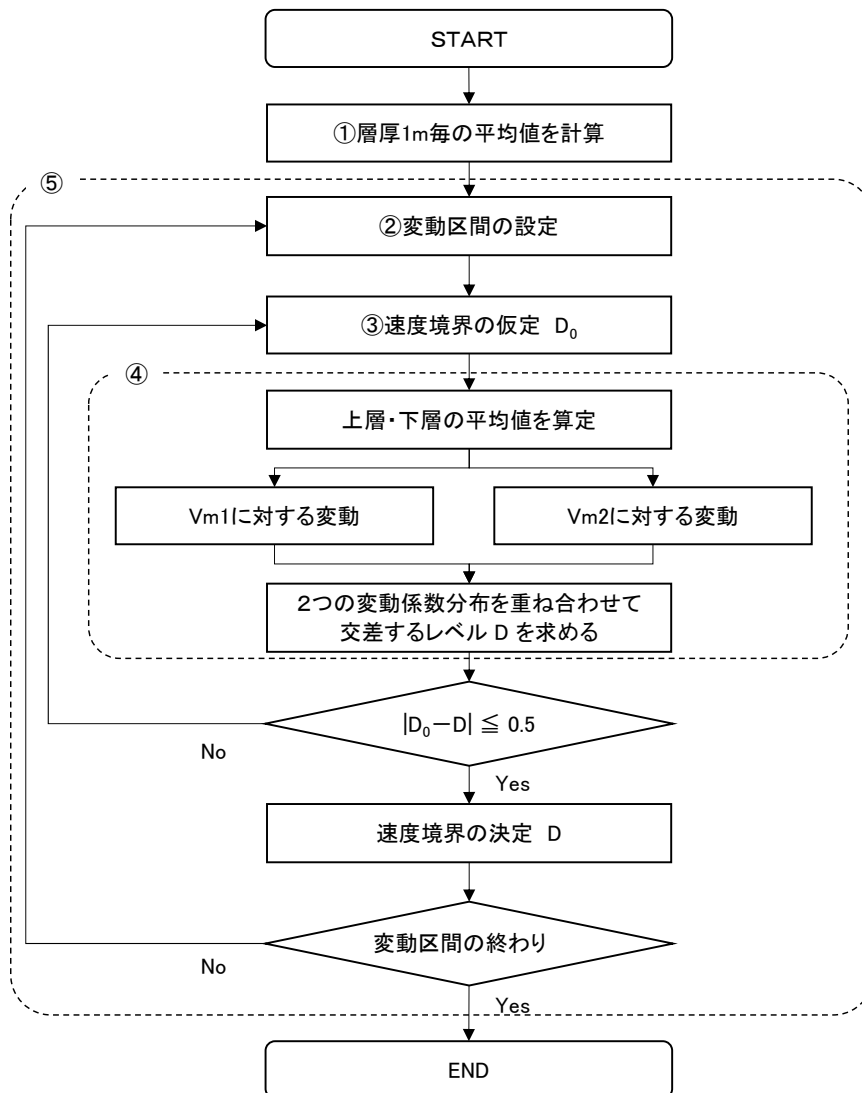 START
①層厚1m毎の平均値を計算
⑤
②変動区間の設定
③速度境界の仮定 D₀
④
上層・下層の平均値を算定
Vm1に対する変動
Vm2に対する変動
2つの変動係数分布を重ね合わせて
交差するレベル D を求める
|D₀－D| ≦ 0.5
No
Yes
速度境界の決定 D
変動区間の終わり
No
Yes
END